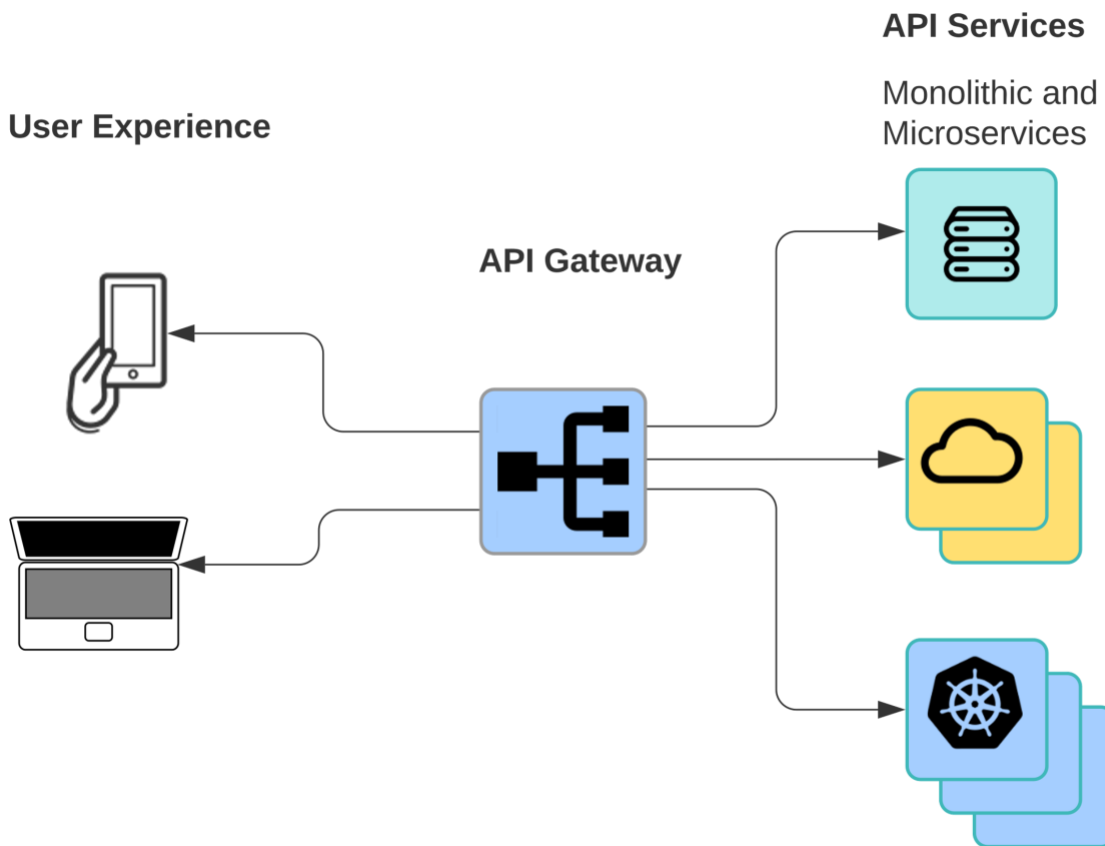 API Services
Monolithic and
Microservices
User Experience
API Gateway